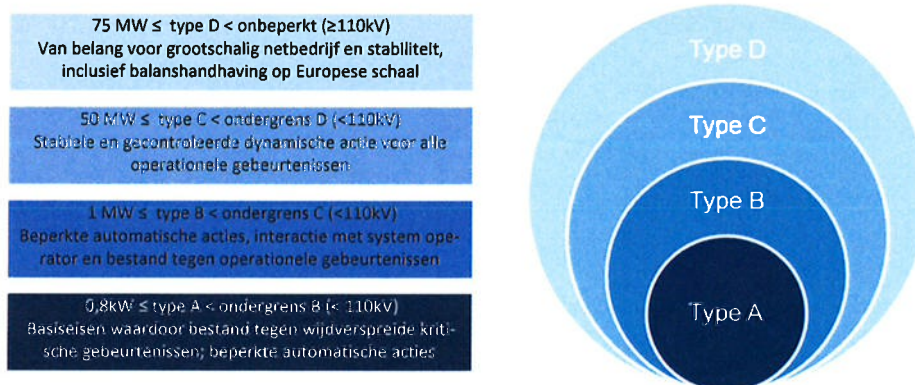 75 MW ≤ type D < onbeperkt (≥110kV)
Van belang voor grootschalig netbedrijf en stabiliteit,
inclusief balanshandhaving op Europese schaal
50 MW ≤ type C < ondergrens D (<110kV)
Stabiele en gecontroleerde dynamische actie voor alle
operationele gebeurtenissen
1 MW ≤ type B < ondergrens C (<110kV)
Beperkte automatische acties, interactie met system ope-
rator en bestand tegen operationele gebeurtenissen
0,8kW ≤ type A < ondergrens B (< 110kV)
Basiseisen waardoor bestand tegen wijdverspreide kriti-
sche gebeurtenissen; beperkte automatische acties
Type D
Type C
Type B
Type A